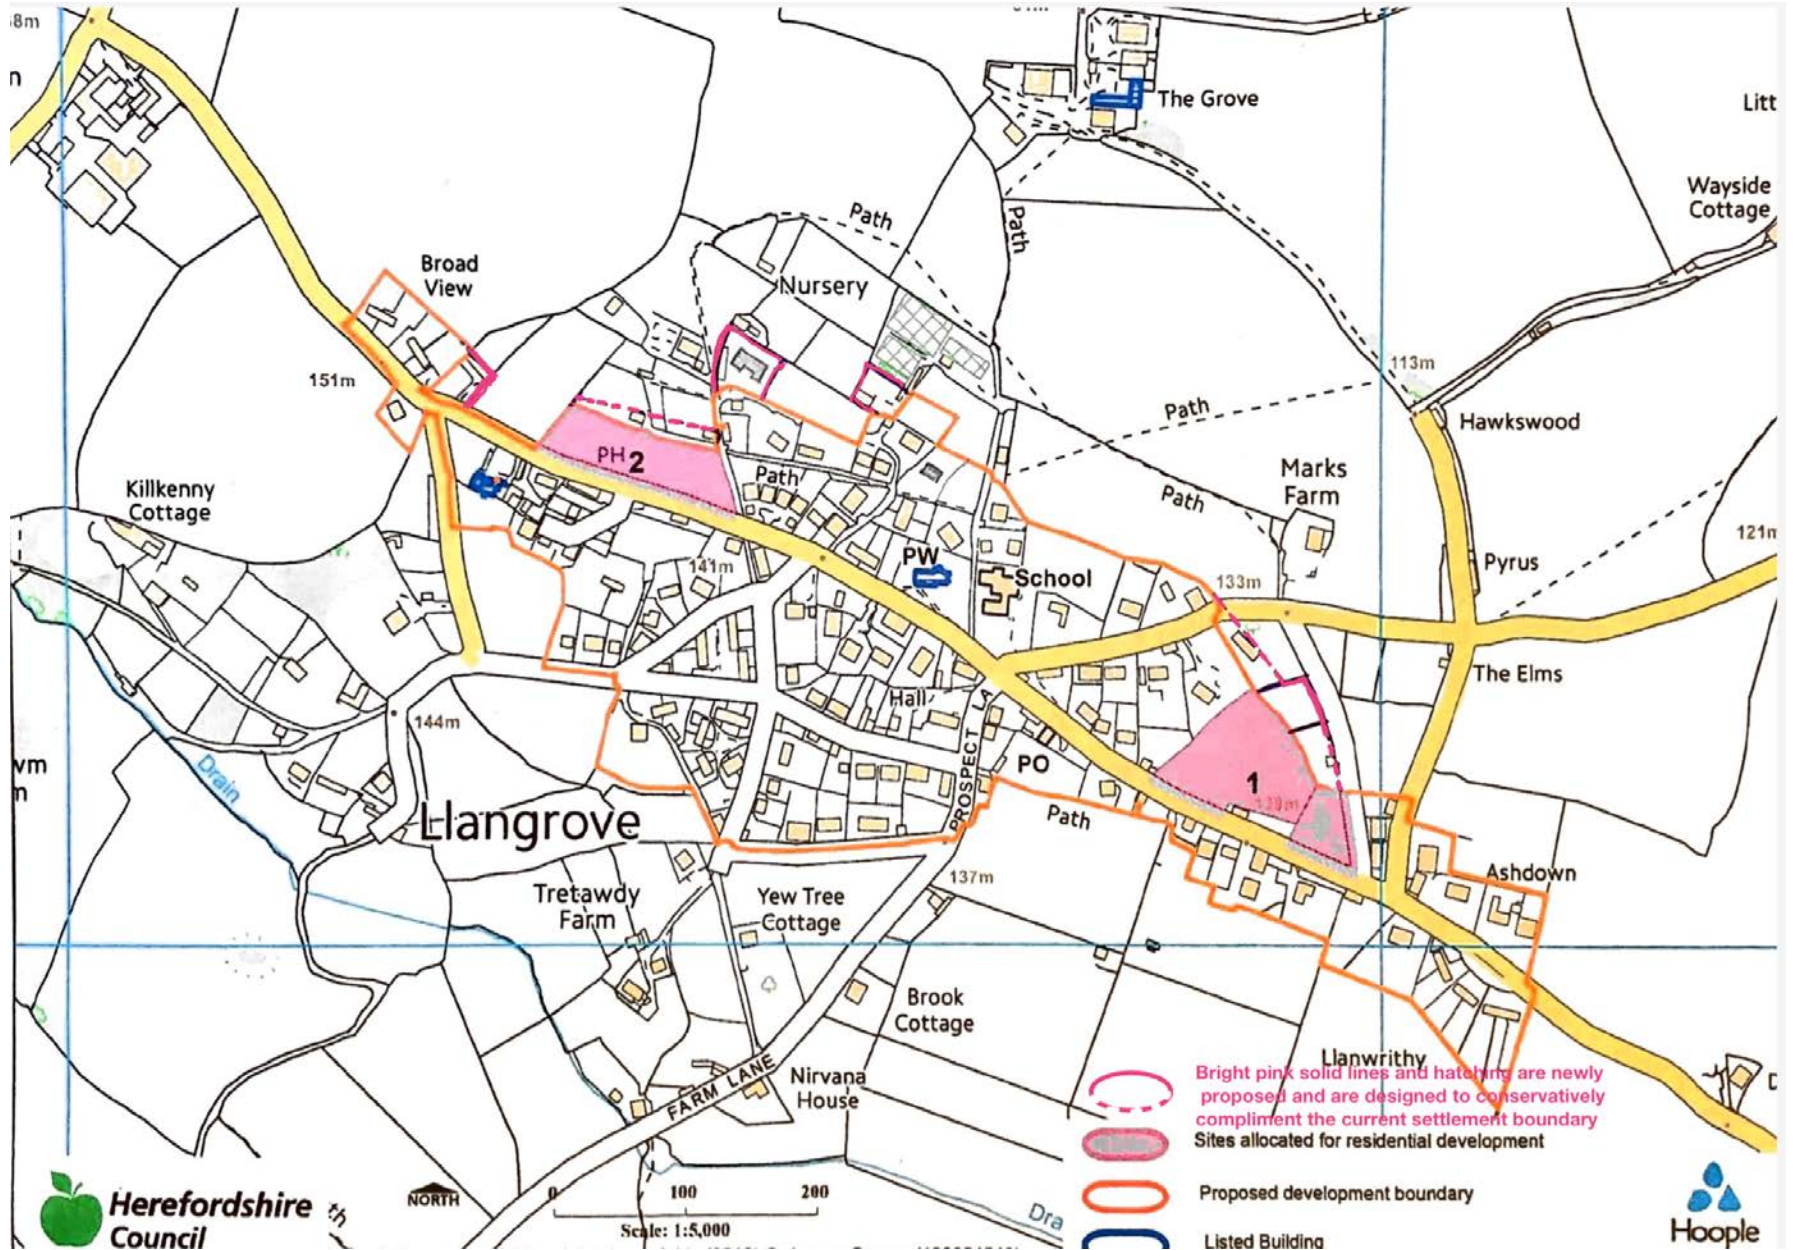 8m
The Grove
Litt
Wayside
Cottage
Path
Path
Broad
View
Nursery
151m
113m
Path
Hawkswood
PH 2
Path
Killkenny
Cottage
Marks
Farm
Path
121m
PW
141m
School
133m
Pyrus
The Elms
Hall
144m
PROSPECT LA
PO
1
138m
Drain
Llangrove
Path
Ashdown
137m
Tretawdy
Farm
Yew Tree
Cottage
Brook
Cottage
Llanwrithy
Nirvana
House
FARM LANE
Bright pink solid lines and hatching are newly
proposed and are designed to conservatively
compliment the current settlement boundary
Sites allocated for residential development
Proposed development boundary
Listed Building
Herefordshire
Council
NORTH
0 100 200
Scale: 1:5,000
Dra
Hoople